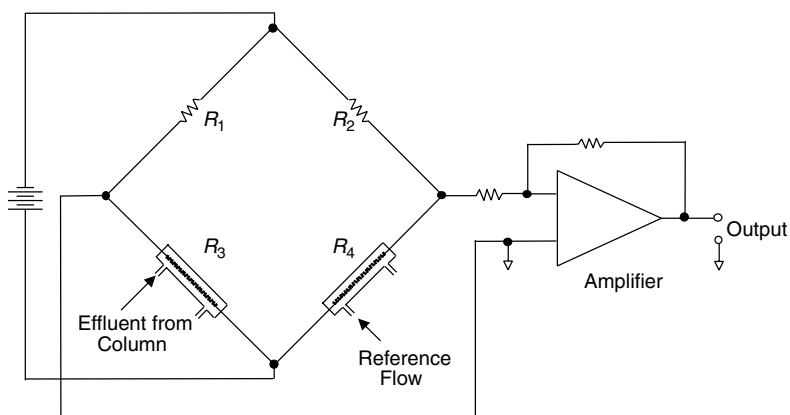 R1
R2
R3
R4
Effluent from
Column
Reference
Flow
Amplifier
Output